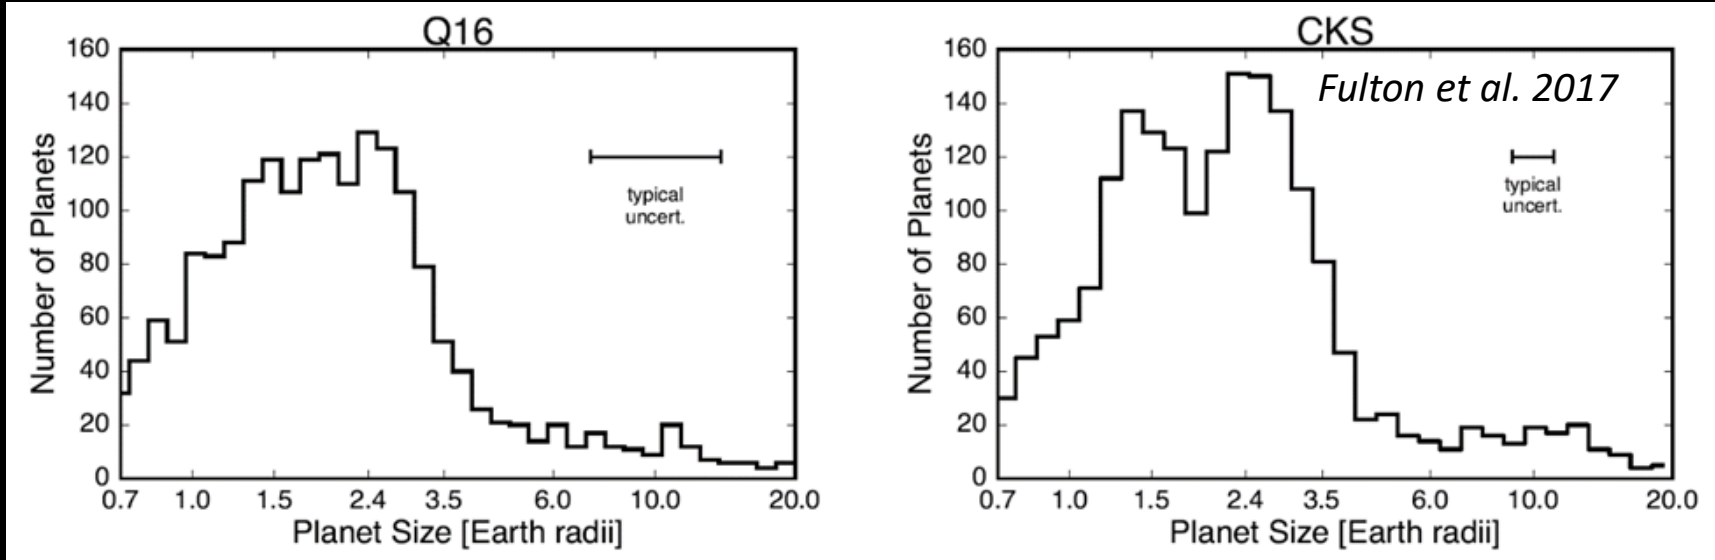 Q16
160
140
120
100
80
60
40
20
0
Number of Planets
typical
uncert.
0.7 1.0 1.5 2.4 3.5 6.0 10.0 20.0
Planet Size [Earth radii]
CKS
Fulton et al. 2017
160
140
120
100
80
60
40
20
0
Number of Planets
typical
uncert.
0.7 1.0 1.5 2.4 3.5 6.0 10.0 20.0
Planet Size [Earth radii]